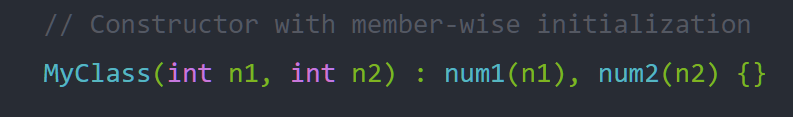 // Constructor with member-wise initialization
MyClass(int n1, int n2) : num1(n1), num2(n2) {}